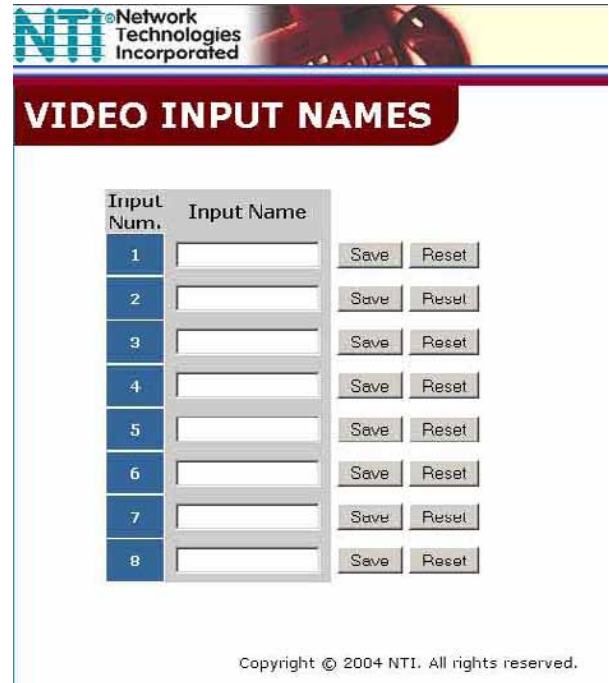 NTI® Network
Technologies
Incorporated
VIDEO INPUT NAMES
Input Num. Input Name
1 Save Reset
2 Save Reset
3 Save Reset
4 Save Reset
5 Save Reset
6 Save Reset
7 Save Reset
8 Save Reset
Copyright © 2004 NTI. All rights reserved.